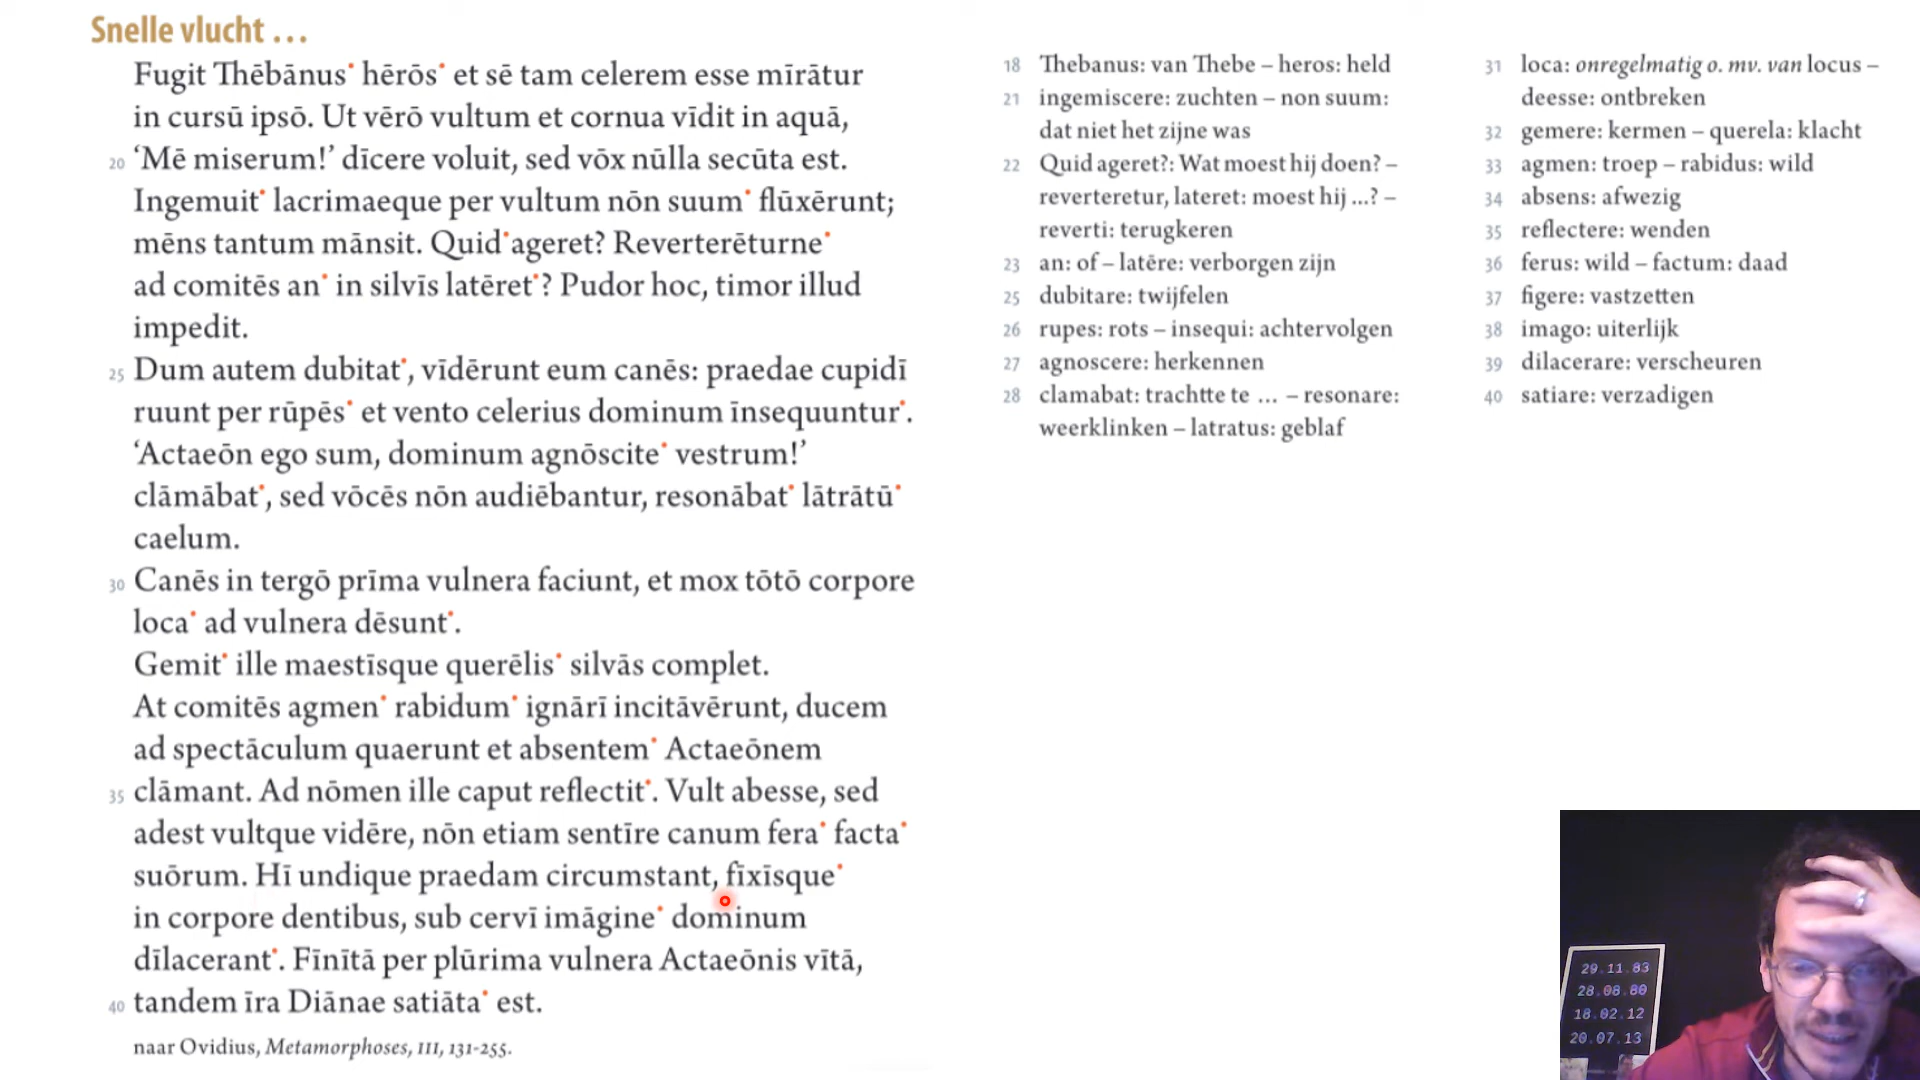 Snelle vlucht …
Fugit Thēbānus• hērōs• et sē tam celerem esse mīrātur
in cursū ipsō. Ut vērō vultum et cornua vīdit in aquā,
20 ‘Mē miserum!’ dīcere voluit, sed vōx nūlla secūta est.
Ingemuit• lacrimaeque per vultum nōn suum• flūxērunt;
mēns tantum mānsit. Quid•ageret? Reverterēturne•
ad comitēs an• in silvīs latēret•? Pudor hoc, timor illud
impedit.
25 Dum autem dubitat•, vīdērunt eum canēs: praedae cupidī
ruunt per rūpēs• et vento celerius dominum īnsequuntur•.
‘Actaeōn ego sum, dominum agnōscite• vestrum!’
clāmābat•, sed vōcēs nōn audiēbantur, resonābat• lātrātū•
caelum.
30 Canēs in tergō prīma vulnera faciunt, et mox tōtō corpore
loca• ad vulnera dēsunt•.
Gemit• ille maestīsque querēlis• silvās complet.
At comitēs agmen• rabidum• ignārī incitāvērunt, ducem
ad spectāculum quaerunt et absentem• Actaeōnem
35 clāmant. Ad nōmen ille caput reflectit•. Vult abesse, sed
adest vultque vidēre, nōn etiam sentīre canum fera• facta•
suōrum. Hī undique praedam circumstant, fīxīsque•
in corpore dentibus, sub cervī imāgine• dominum
dīlacerant•. Fīnītā per plūrima vulnera Actaeōnis vītā,
40 tandem īra Diānae satiāta• est.
naar Ovidius, Metamorphoses, III, 131-255.
18 Thebanus: van Thebe – heros: held
21 ingemiscere: zuchten – non suum:
dat niet het zijne was
22 Quid ageret?: Wat moest hij doen? –
reverteretur, lateret: moest hij ...? –
reverti: terugkeren
23 an: of – latēre: verborgen zijn
25 dubitare: twijfelen
26 rupes: rots – insequi: achtervolgen
27 agnoscere: herkennen
28 clamabat: trachtte te … – resonare:
weerklinken – latratus: geblaf
31 loca: onregelmatig o. mv. van locus –
deesse: ontbreken
32 gemere: kermen – querela: klacht
33 agmen: troep – rabidus: wild
34 absens: afwezig
35 reflectere: wenden
36 ferus: wild – factum: daad
37 figere: vastzetten
38 imago: uiterlijk
39 dilacerare: verscheuren
40 satiare: verzadigen
29.11.83
28.08.80
18.02.12
20.07.13